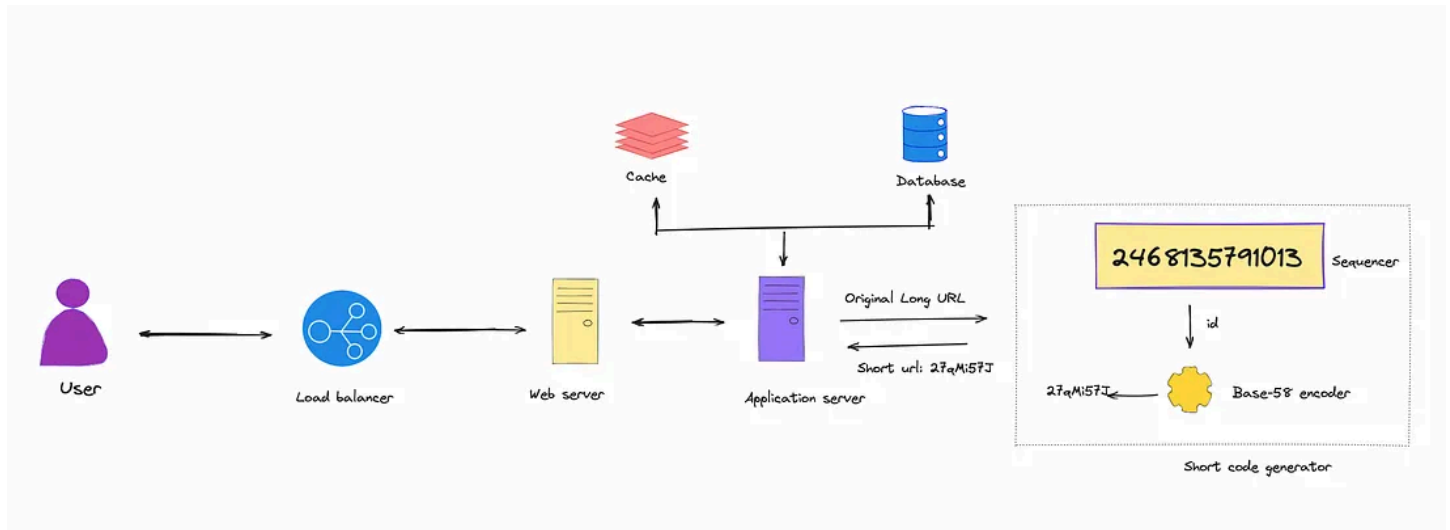 Cache
Database
2468135791013
Sequencer
Original Long URL
id
Short url: 27qMi57J
User
Load balancer
Web server
Application server
27qMi57J
Base-58 encoder
Short code generator